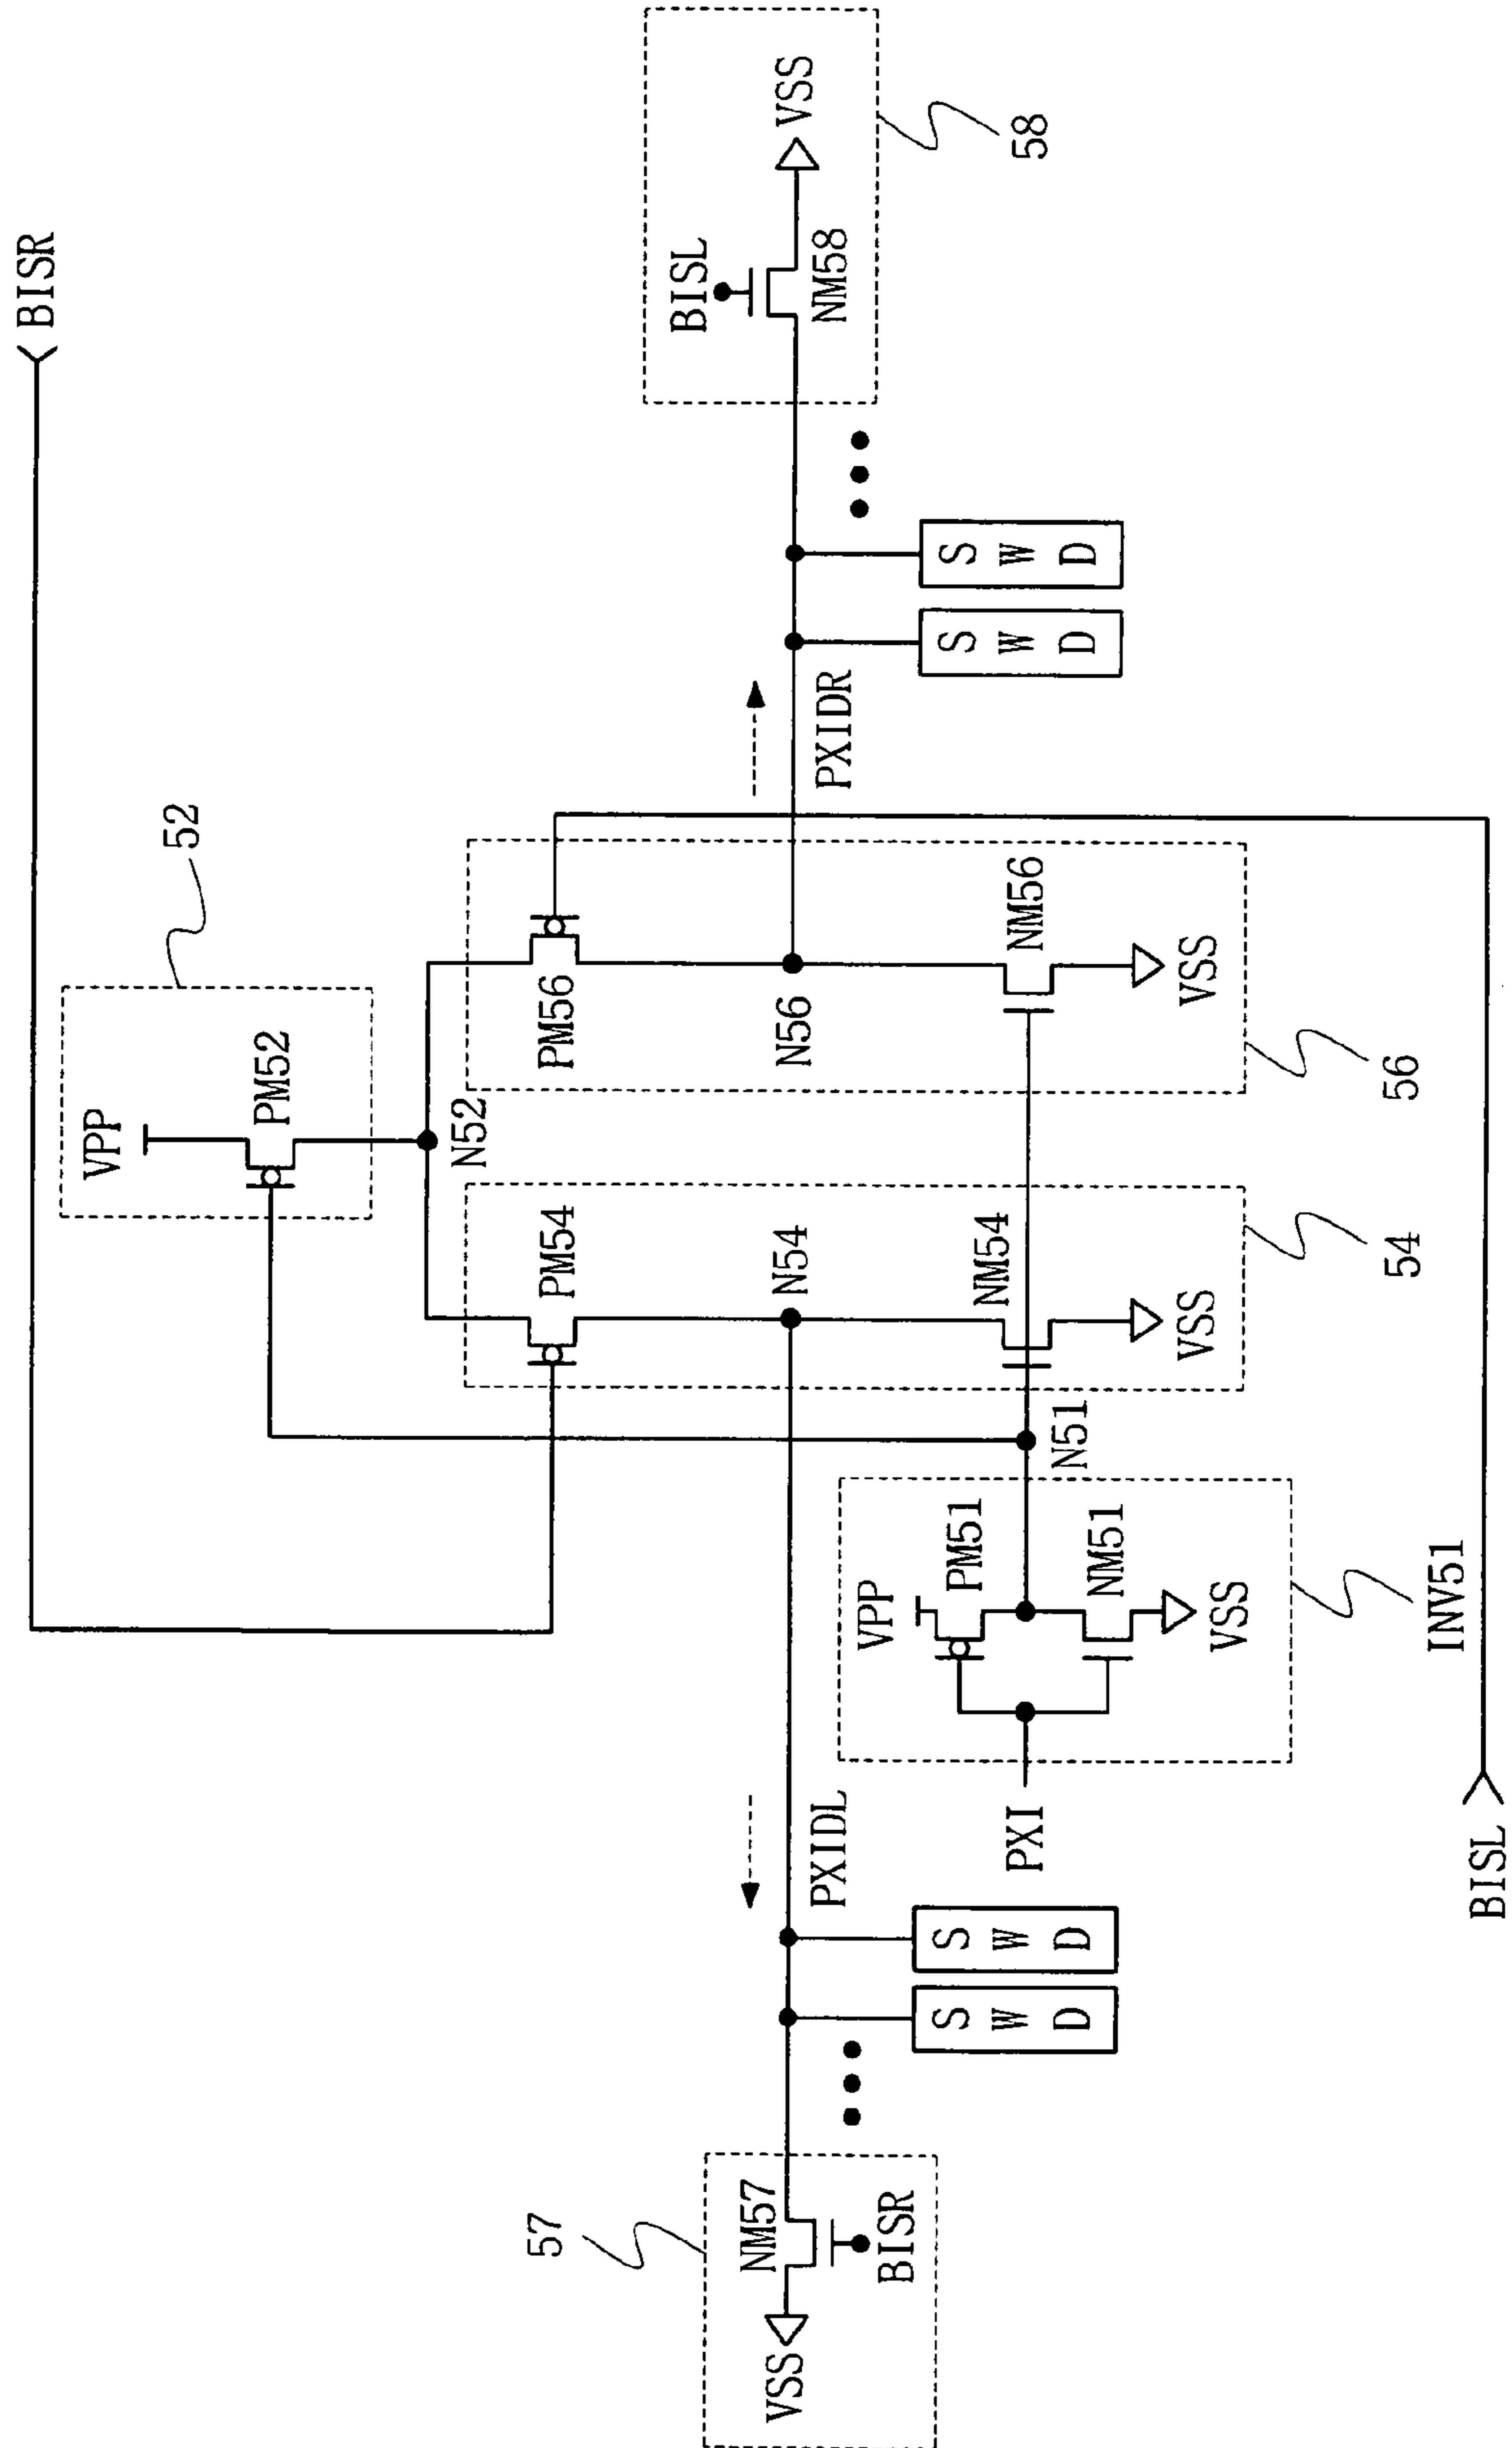 BISR
52
VPP
PM52
N52
PM54
PM56
BISL
VSS
NM58
58
N54
N56
PXIDL
PXIDR
57
VSS
NM57
BISR
S W D
S W D
S W D
S W D
PXI
VPP
PM51
NM51
VSS
N51
NM54
VSS
NM56
VSS
54
56
INV51
BISL